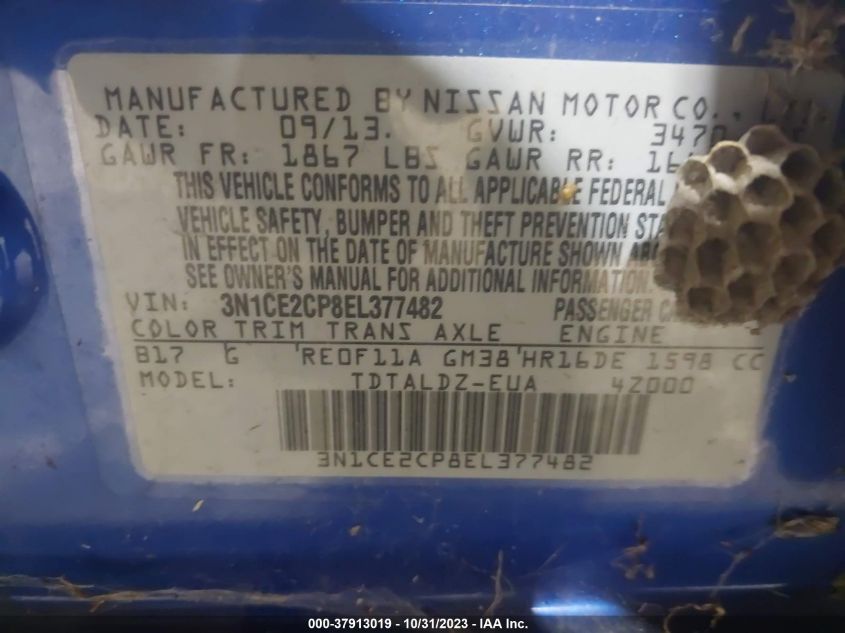 MANUFACTURED BY NISSAN MOTOR CO.,
DATE: 09/13. GVWR: 3470
GAWR FR: 1867 LBS GAWR RR:
THIS VEHICLE CONFORMS TO ALL APPLICABLE FEDERAL
VEHICLE SAFETY, BUMPER AND THEFT PREVENTION
IN EFFECT ON THE DATE OF MANUFACTURE SHOWN
SEE OWNER'S MANUAL FOR ADDITIONAL INFORMATION.
VIN: 3N1CE2CP8EL377482 PASSENGER
COLOR TRIM TRANS AXLE ENGINE
B17 G RE0F11A GM38 HR16DE 1598 CC
MODEL: TDTALDZ-EUA 4Z000
3N1CE2CP8EL377482
000-37913019 - 10/31/2023 - IAA Inc.